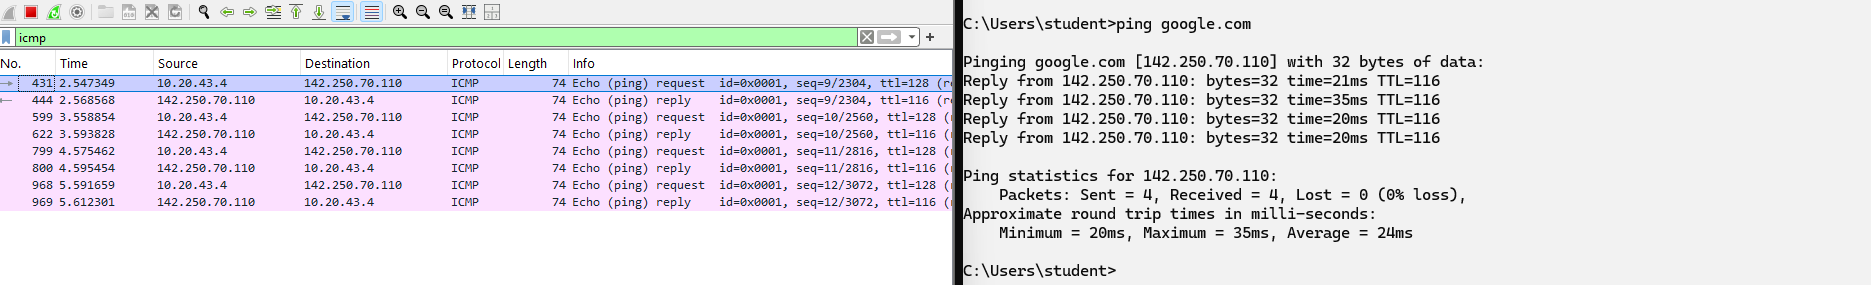 icmp
No. Time Source Destination Protocol Length Info
431 2.547349 10.20.43.4 142.250.70.110 ICMP 74 Echo (ping) request id=0x0001, seq=9/2304, ttl=128 (re
444 2.568568 142.250.70.110 10.20.43.4 ICMP 74 Echo (ping) reply id=0x0001, seq=9/2304, ttl=116 (r
599 3.558854 10.20.43.4 142.250.70.110 ICMP 74 Echo (ping) request id=0x0001, seq=10/2560, ttl=128 (
622 3.593828 142.250.70.110 10.20.43.4 ICMP 74 Echo (ping) reply id=0x0001, seq=10/2560, ttl=116 (
799 4.575462 10.20.43.4 142.250.70.110 ICMP 74 Echo (ping) request id=0x0001, seq=11/2816, ttl=128 (
800 4.595454 142.250.70.110 10.20.43.4 ICMP 74 Echo (ping) reply id=0x0001, seq=11/2816, ttl=116 (
968 5.591659 10.20.43.4 142.250.70.110 ICMP 74 Echo (ping) request id=0x0001, seq=12/3072, ttl=128 (
969 5.612301 142.250.70.110 10.20.43.4 ICMP 74 Echo (ping) reply id=0x0001, seq=12/3072, ttl=116 (
C:\Users\student>ping google.com
Pinging google.com [142.250.70.110] with 32 bytes of data:
Reply from 142.250.70.110: bytes=32 time=21ms TTL=116
Reply from 142.250.70.110: bytes=32 time=35ms TTL=116
Reply from 142.250.70.110: bytes=32 time=20ms TTL=116
Reply from 142.250.70.110: bytes=32 time=20ms TTL=116
Ping statistics for 142.250.70.110:
Packets: Sent = 4, Received = 4, Lost = 0 (0% loss),
Approximate round trip times in milli-seconds:
Minimum = 20ms, Maximum = 35ms, Average = 24ms
C:\Users\student>